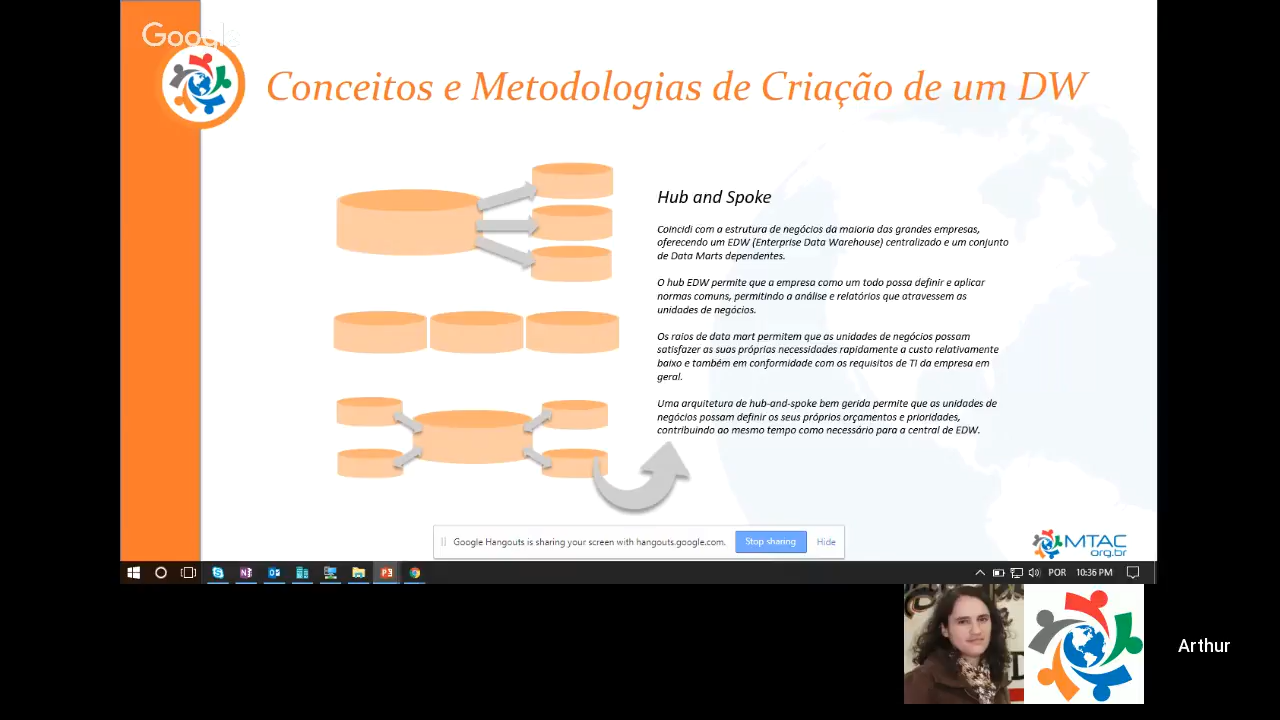 Google
Conceitos e Metodologias de Criação de um DW
Hub and Spoke
Coincidi com a estrutura de negócios da maioria das grandes empresas,
oferecendo um EDW (Enterprise Data Warehouse) centralizado e um conjunto
de Data Marts dependentes.
O hub EDW permite que a empresa como um todo possa definir e aplicar
normas comuns, permitindo a análise e relatórios que atravessem as
unidades de negócios.
Os raios de data mart permitem que as unidades de negócios possam
satisfazer as suas próprias necessidades rapidamente a custo relativamente
baixo e também em conformidade com os requisitos de TI da empresa em
geral.
Uma arquitetura de hub-and-spoke bem gerida permite que as unidades de
negócios possam definir os seus próprios orçamentos e prioridades,
contribuindo ao mesmo tempo como necessário para a central de EDW.
Google Hangouts is sharing your screen with hangouts.google.com. Stop sharing Hide
MTAC
org.br
POR 10:36 PM
Arthur